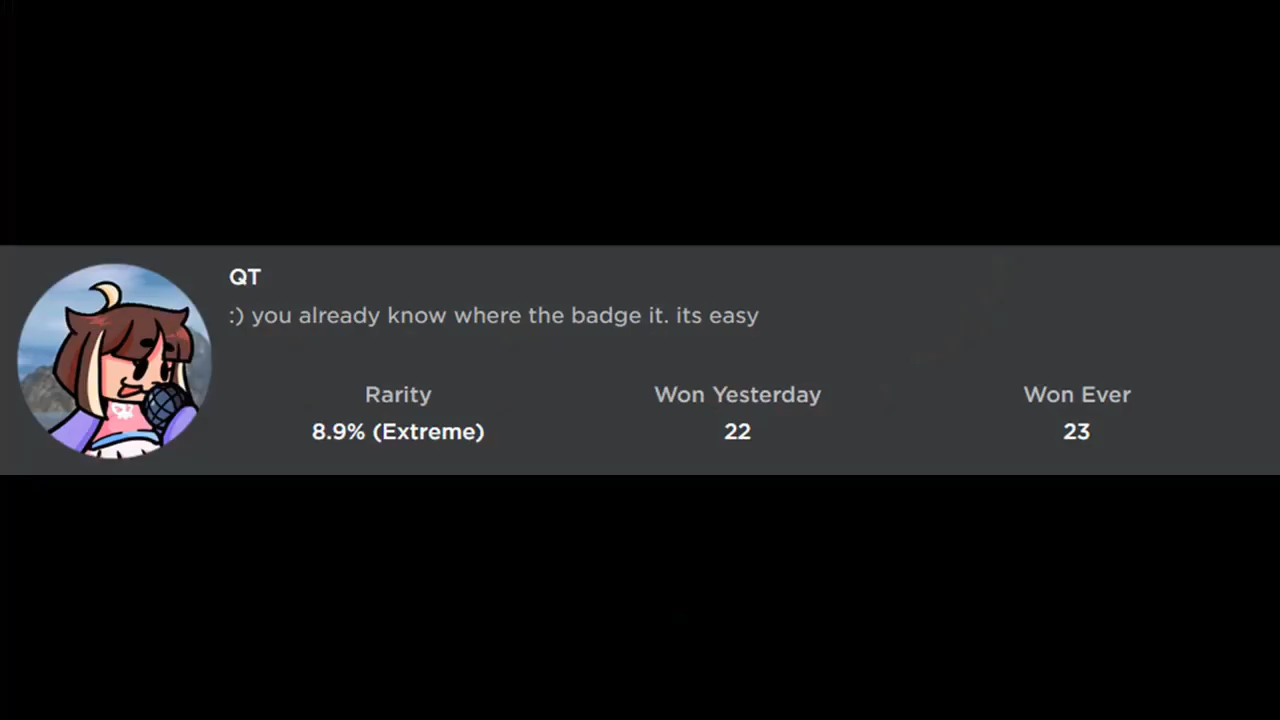 QT
:) you already know where the badge it. its easy
Rarity Won Yesterday Won Ever
8.9% (Extreme) 22 23